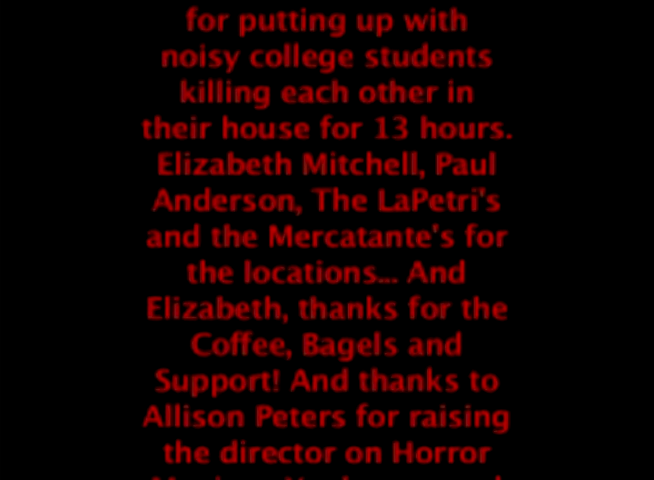 for putting up with
noisy college students
killing each other in
their house for 13 hours.
Elizabeth Mitchell, Paul
Anderson, The LaPetri's
and the Mercatante's for
the locations... And
Elizabeth, thanks for the
Coffee, Bagels and
Support! And thanks to
Allison Peters for raising
the director on Horror